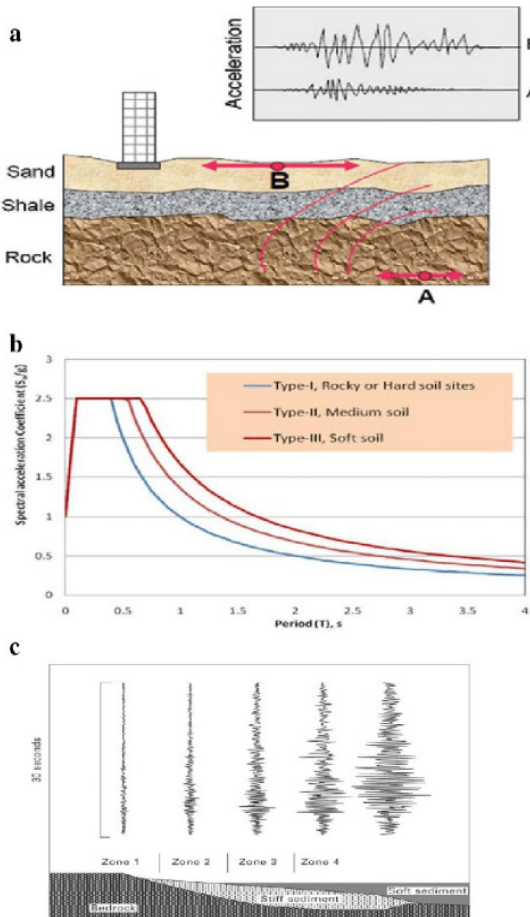 a
Acceleration
B
A
Sand
Shale
Rock
B
A
b
Spectral acceleration Coefficient (Sa/g)
3
2.5
2
1.5
1
0.5
0
Type-I, Rocky or Hard soil sites
Type-II, Medium soil
Type-III, Soft soil
0 0.5 1 1.5 2 2.5 3 3.5 4
Period (T), s
c
30 seconds
Zone 1 Zone 2 Zone 3 Zone 4
Soft sediment
Stiff sediment
Bedrock